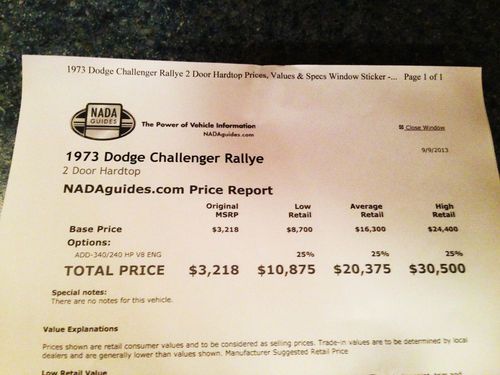 1973 Dodge Challenger Rallye 2 Door Hardtop Prices, Values & Specs Window Sticker -... Page 1 of 1
NADA
GUIDES
The Power of Vehicle Information
NADAguides.com
Close Window
9/9/2013
1973 Dodge Challenger Rallye
2 Door Hardtop
NADAguides.com Price Report
Original MSRP Low Retail Average Retail High Retail
Base Price $3,218 $8,700 $16,300 $24,400
Options:
ADD-340/240 HP V8 ENG 25% 25% 25%
TOTAL PRICE $3,218 $10,875 $20,375 $30,500
Special notes:
There are no notes for this vehicle.
Value Explanations
Prices shown are retail consumer values and to be considered as selling prices. Trade-in values are to be determined by local
dealers and are generally lower than values shown. Manufacturer Suggested Retail Price
Low Retail Value